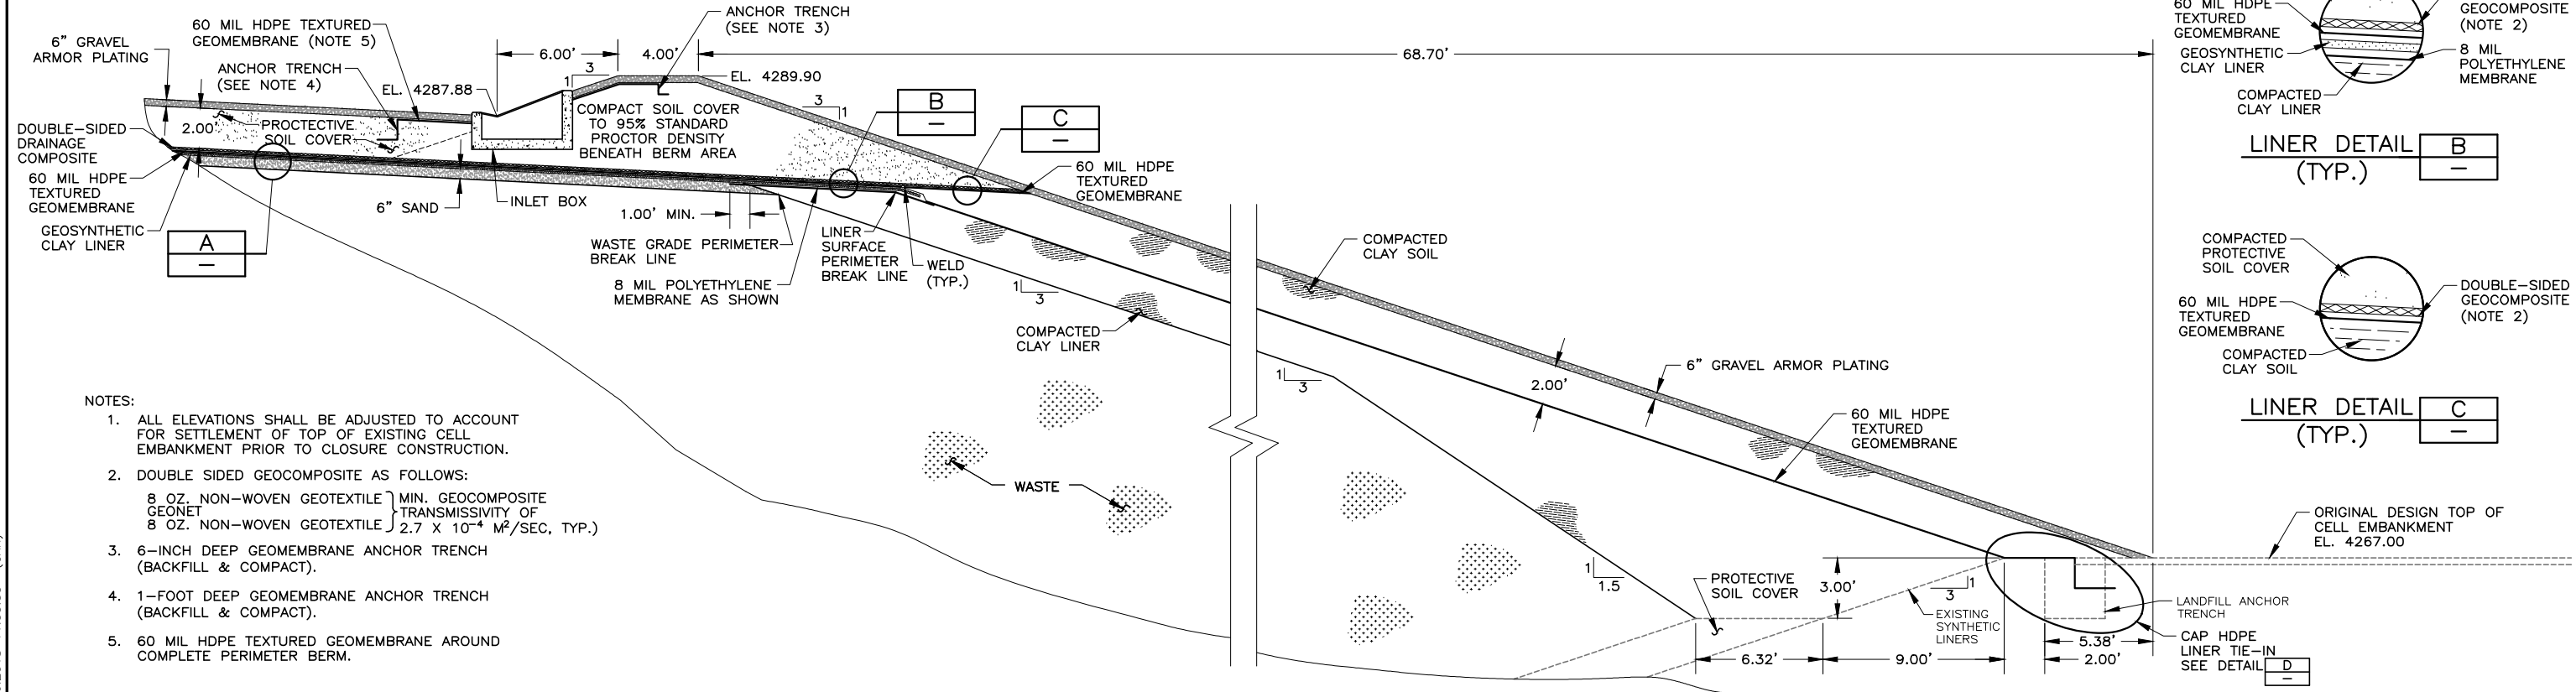 ANCHOR TRENCH
(SEE NOTE 3)
60 MIL HDPE TEXTURED
GEOMEMBRANE (NOTE 5)
6" GRAVEL
ARMOR PLATING
ANCHOR TRENCH
(SEE NOTE 4)
EL. 4287.88
6.00'
4.00'
68.70'
3
1
EL. 4289.90
3
1
B
–
C
–
DOUBLE-SIDED
DRAINAGE
COMPOSITE
2.00'
PROCTECTIVE
SOIL COVER
COMPACT SOIL COVER
TO 95% STANDARD
PROCTOR DENSITY
BENEATH BERM AREA
60 MIL HDPE
TEXTURED
GEOMEMBRANE
60 MIL HDPE
TEXTURED
GEOMEMBRANE
GEOSYNTHETIC
CLAY LINER
A
–
6" SAND
INLET BOX
1.00' MIN.
WASTE GRADE PERIMETER
BREAK LINE
8 MIL POLYETHYLENE
MEMBRANE AS SHOWN
LINER
SURFACE
PERIMETER
BREAK LINE
WELD
(TYP.)
1
3
COMPACTED
CLAY LINER
COMPACTED
CLAY SOIL
1
3
2.00'
6" GRAVEL ARMOR PLATING
60 MIL HDPE
TEXTURED
GEOMEMBRANE
WASTE
1
1.5
PROTECTIVE
SOIL COVER
3.00'
1
3
EXISTING
SYNTHETIC
LINERS
ORIGINAL DESIGN TOP OF
CELL EMBANKMENT
EL. 4267.00
LANDFILL ANCHOR
TRENCH
CAP HDPE
LINER TIE-IN
SEE DETAIL
D
–
5.38'
6.32'
9.00'
2.00'
NOTES:
1. ALL ELEVATIONS SHALL BE ADJUSTED TO ACCOUNT
FOR SETTLEMENT OF TOP OF EXISTING CELL
EMBANKMENT PRIOR TO CLOSURE CONSTRUCTION.
2. DOUBLE SIDED GEOCOMPOSITE AS FOLLOWS:
8 OZ. NON-WOVEN GEOTEXTILE
GEONET
8 OZ. NON-WOVEN GEOTEXTILE
MIN. GEOCOMPOSITE
TRANSMISSIVITY OF
2.7 X 10⁻⁴ M²/SEC, TYP.)
3. 6-INCH DEEP GEOMEMBRANE ANCHOR TRENCH
(BACKFILL & COMPACT).
4. 1-FOOT DEEP GEOMEMBRANE ANCHOR TRENCH
(BACKFILL & COMPACT).
5. 60 MIL HDPE TEXTURED GEOMEMBRANE AROUND
COMPLETE PERIMETER BERM.
60 MIL HDPE
TEXTURED
GEOMEMBRANE
GEOSYNTHETIC
CLAY LINER
COMPACTED
CLAY LINER
GEOCOMPOSITE
(NOTE 2)
8 MIL
POLYETHYLENE
MEMBRANE
LINER DETAIL
(TYP.)
B
–
COMPACTED
PROTECTIVE
SOIL COVER
60 MIL HDPE
TEXTURED
GEOMEMBRANE
COMPACTED
CLAY SOIL
DOUBLE-SIDED
GEOCOMPOSITE
(NOTE 2)
LINER DETAIL
(TYP.)
C
–